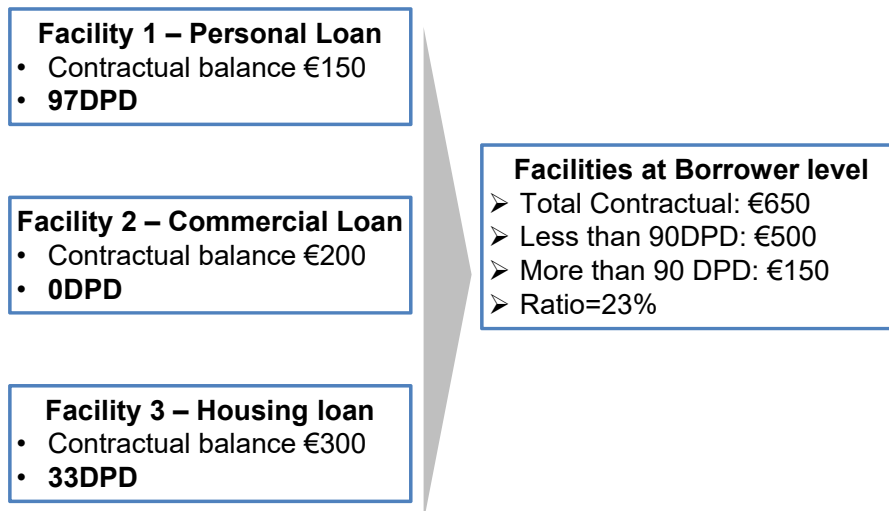 Facility 1 – Personal Loan
• Contractual balance €150
• 97DPD
Facility 2 – Commercial Loan
• Contractual balance €200
• 0DPD
Facility 3 – Housing loan
• Contractual balance €300
• 33DPD
Facilities at Borrower level
➢ Total Contractual: €650
➢ Less than 90DPD: €500
➢ More than 90 DPD: €150
➢ Ratio=23%